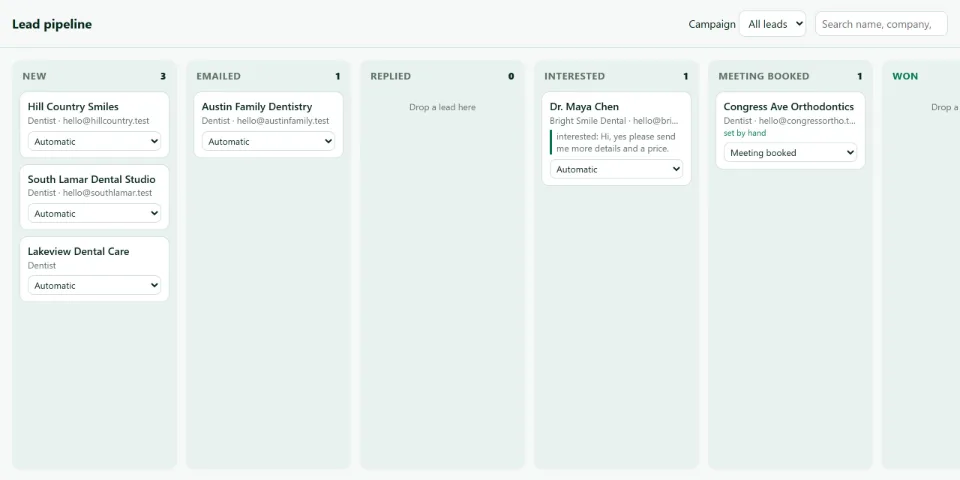 Lead pipeline
Campaign
All leads
Search name, company,
NEW 3
Hill Country Smiles
Dentist · hello@hillcountry.test
Automatic
South Lamar Dental Studio
Dentist · hello@southlamar.test
Automatic
Lakeview Dental Care
Dentist
Automatic
EMAILED 1
Austin Family Dentistry
Dentist · hello@austinfamily.test
Automatic
REPLIED 0
Drop a lead here
INTERESTED 1
Dr. Maya Chen
Bright Smile Dental · hello@bri...
interested: Hi, yes please send
me more details and a price.
Automatic
MEETING BOOKED 1
Congress Ave Orthodontics
Dentist · hello@congressortho.t...
set by hand
Meeting booked
WON
Drop a